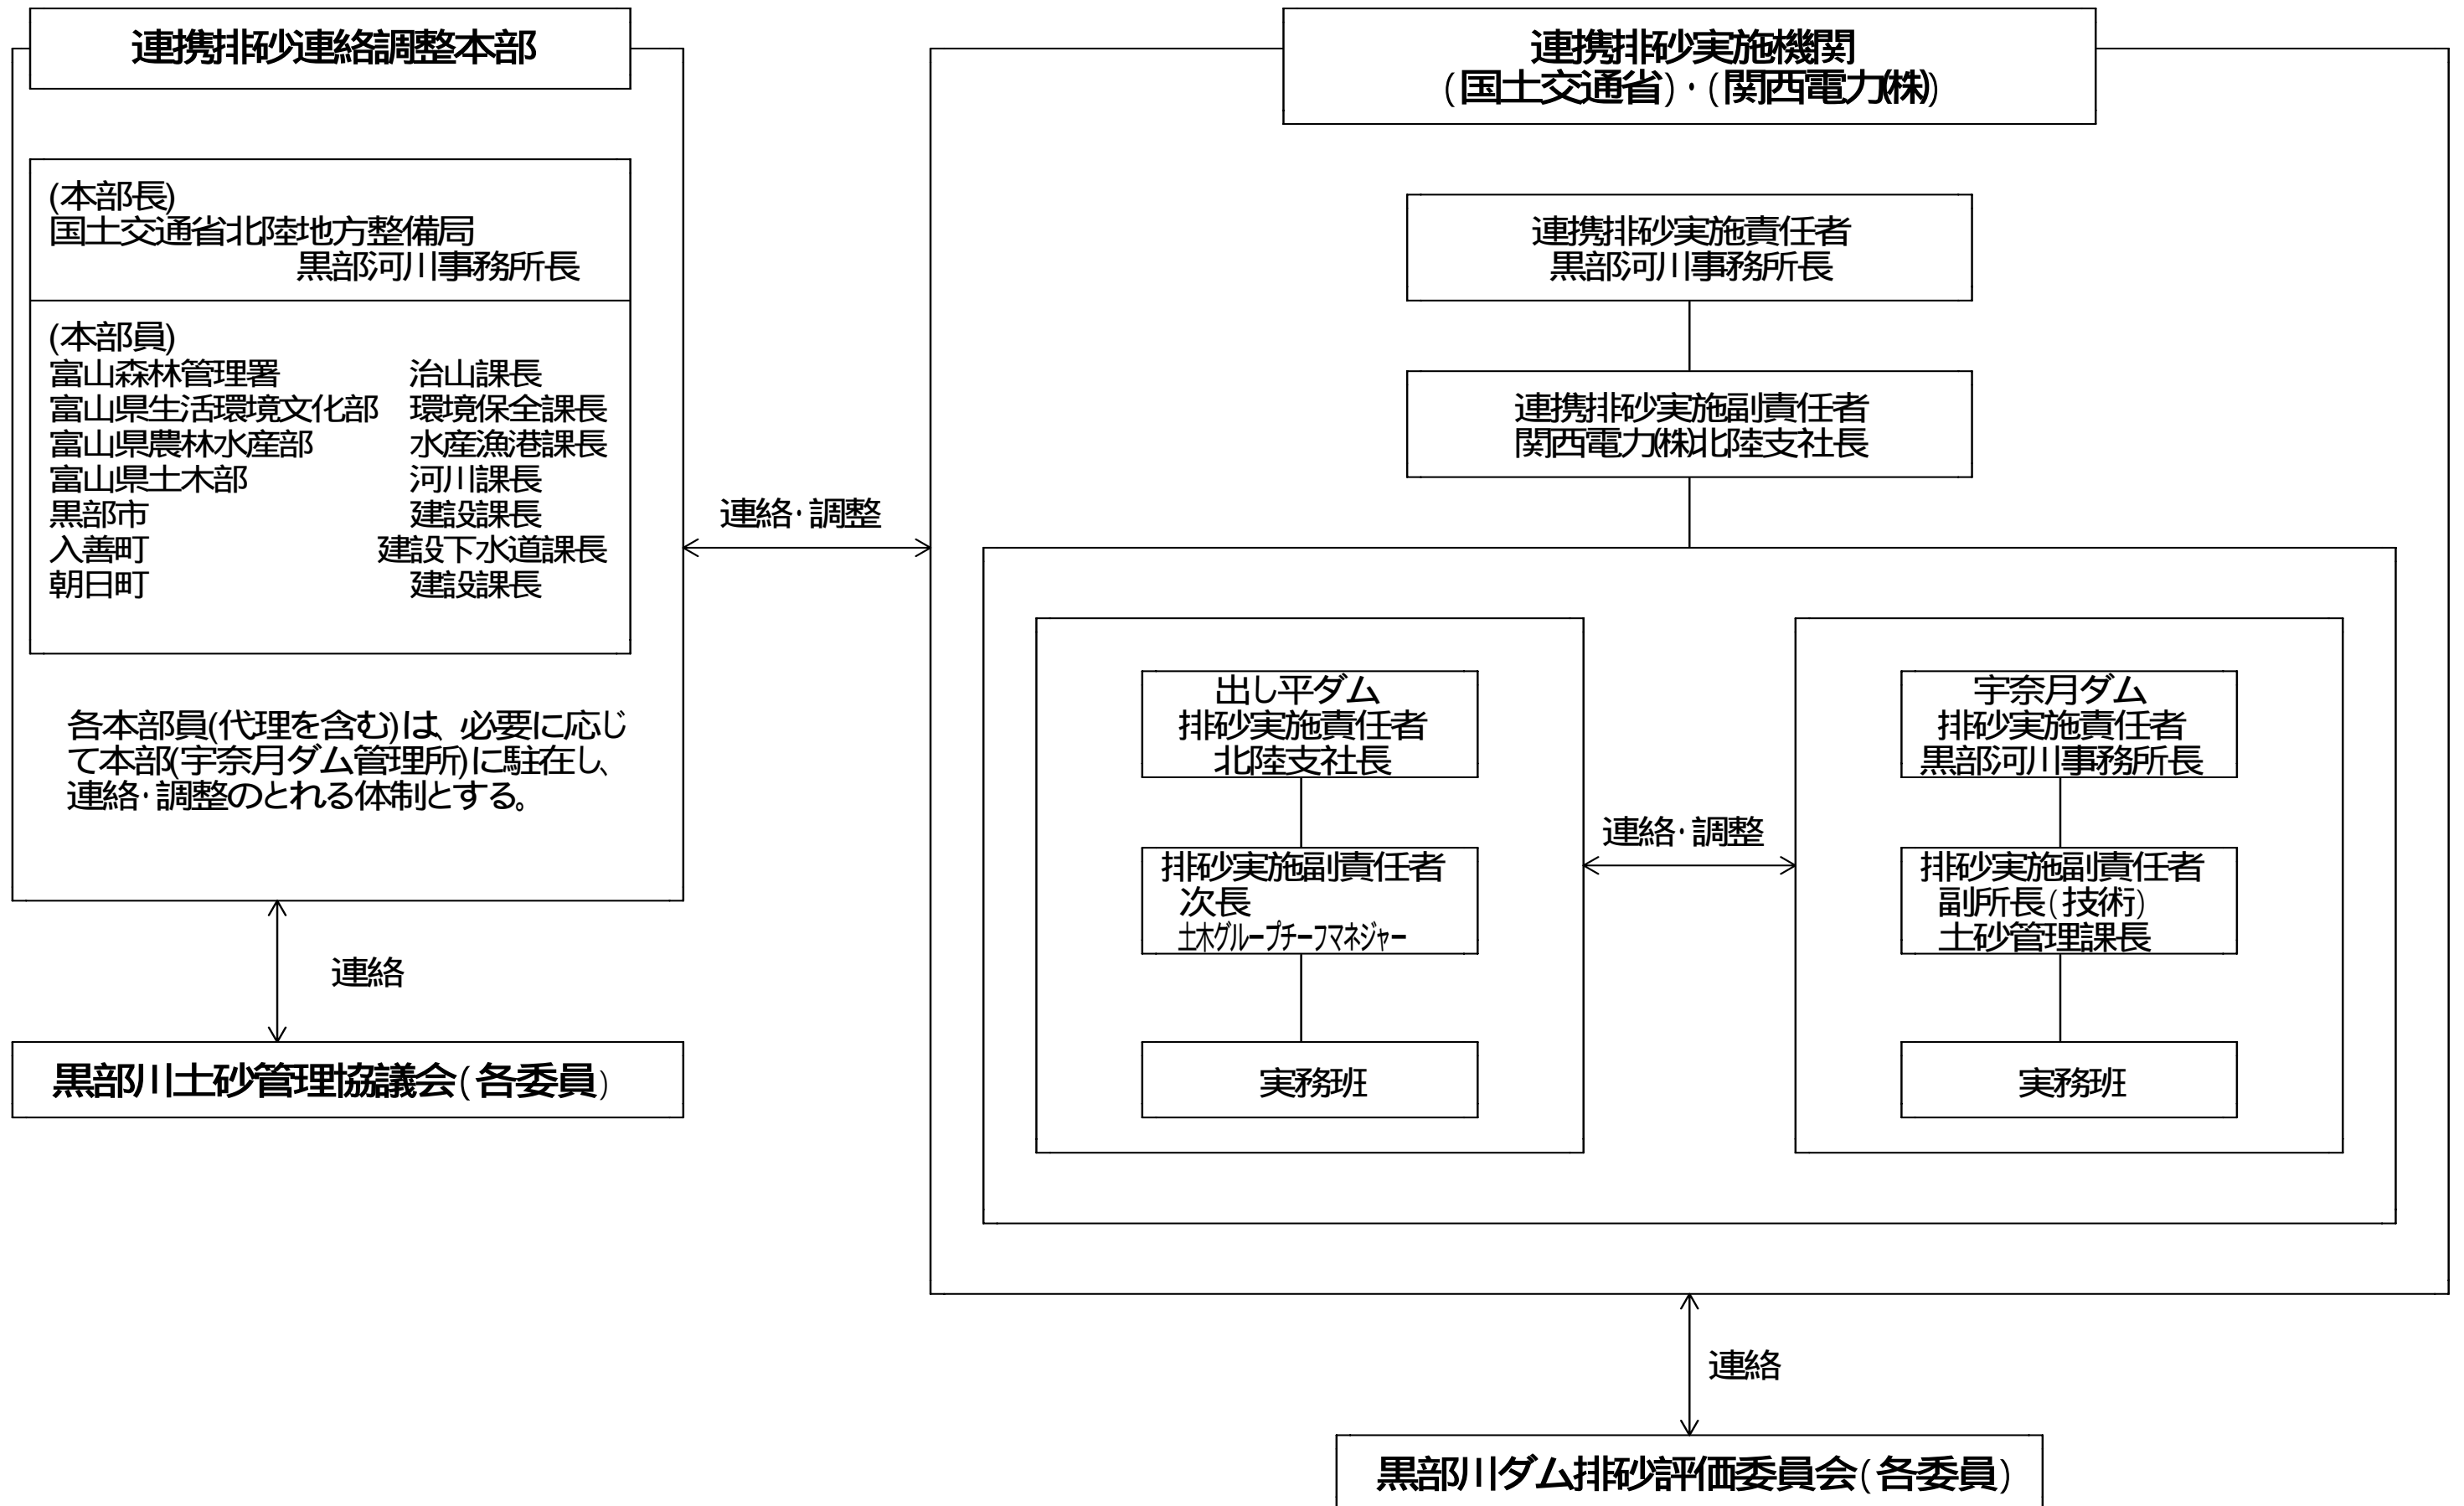 連携排砂連絡調整本部
(本部長)
国土交通省北陸地方整備局
黒部河川事務所長
(本部員)
富山森林管理署 治山課長
富山県生活環境文化部 環境保全課長
富山県農林水産部 水産漁港課長
富山県土木部 河川課長
黒部市 建設課長
入善町 建設下水道課長
朝日町 建設課長
各本部員(代理を含む)は、必要に応じ
て本部(宇奈月ダム管理所)に駐在し、
連絡・調整のとれる体制とする。
連絡
黒部川土砂管理協議会(各委員)
連絡・調整
連携排砂実施機関
(国土交通省)・(関西電力(株))
連携排砂実施責任者
黒部河川事務所長
連携排砂実施副責任者
関西電力(株)北陸支社長
出し平ダム
排砂実施責任者
北陸支社長
排砂実施副責任者
次長
土木グループチーフマネジャー
実務班
連絡・調整
宇奈月ダム
排砂実施責任者
黒部河川事務所長
排砂実施副責任者
副所長(技術)
土砂管理課長
実務班
連絡
黒部川ダム排砂評価委員会(各委員)